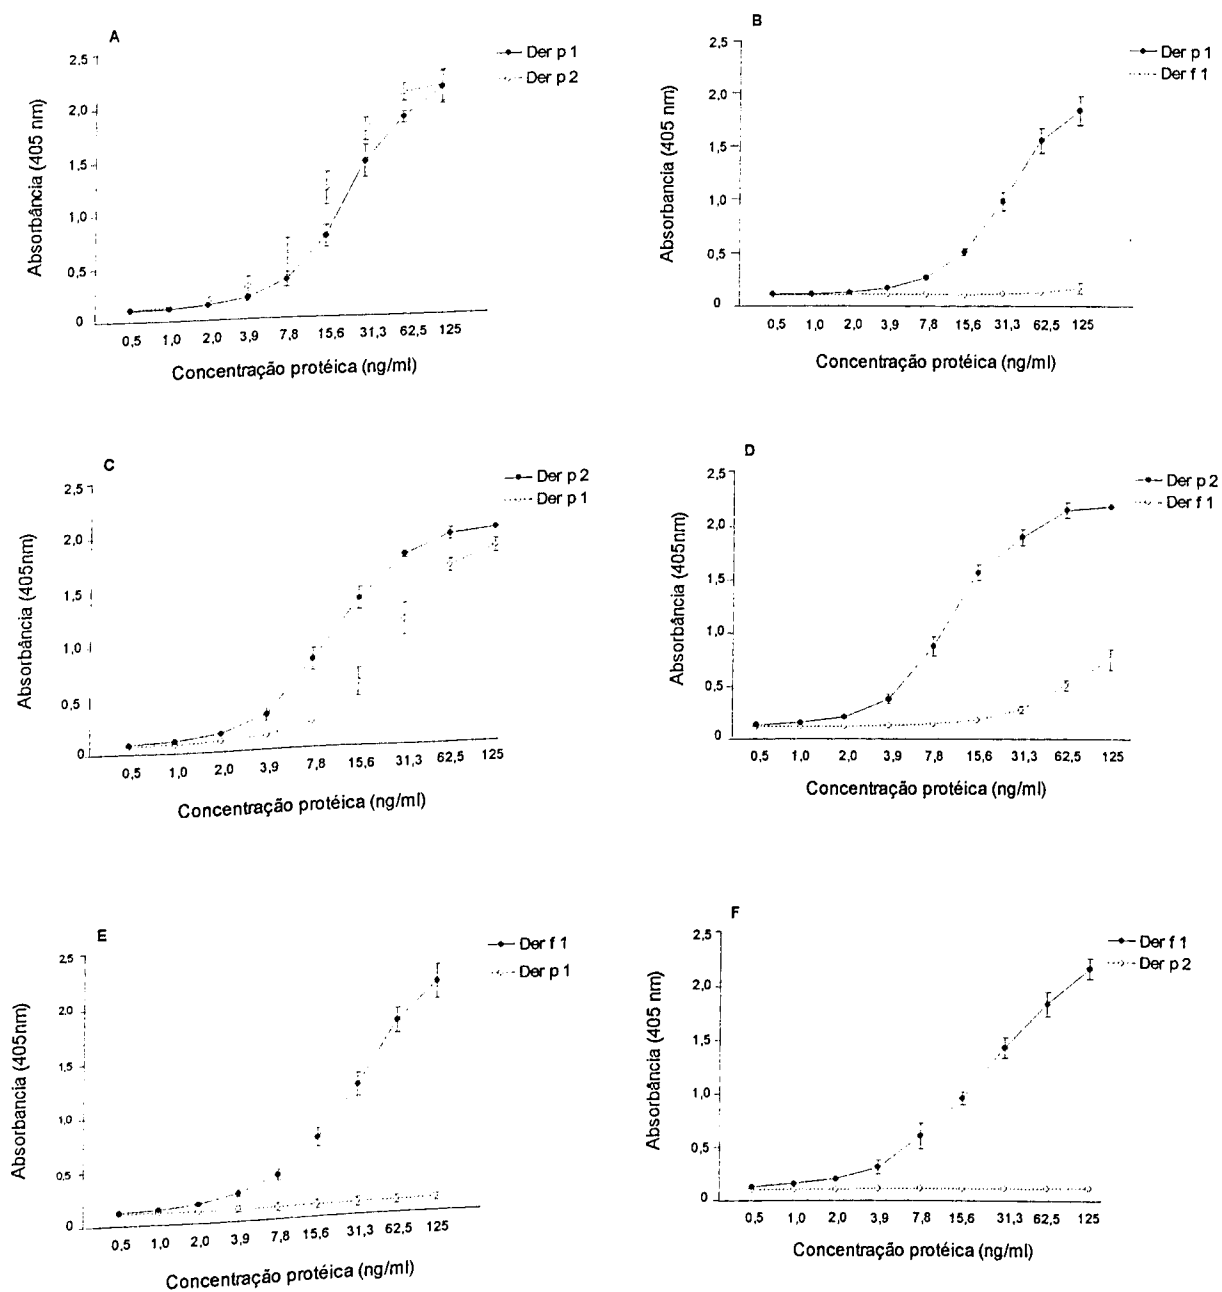 A
Der p 1
Der p 2
Absorbância (405 nm)
2,5
2,0
1,5
1,0
0,5
0
0,5 1,0 2,0 3,9 7,8 15,6 31,3 62,5 125
Concentração protéica (ng/ml)
B
Der p 1
Der f 1
Absorbância (405 nm)
2,5
2,0
1,5
1,0
0,5
0
0,5 1,0 2,0 3,9 7,8 15,6 31,3 62,5 125
Concentração protéica (ng/ml)
C
Der p 2
Der p 1
Absorbância (405nm)
2,5
2,0
1,5
1,0
0,5
0
0,5 1,0 2,0 3,9 7,8 15,6 31,3 62,5 125
Concentração protéica (ng/ml)
D
Der p 2
Der f 1
Absorbância (405nm)
2,5
2,0
1,5
1,0
0,5
0
0,5 1,0 2,0 3,9 7,8 15,6 31,3 62,5 125
Concentração protéica (ng/ml)
E
Der f 1
Der p 1
Absorbancia (405nm)
2,5
2,0
1,5
1,0
0,5
0
0,5 1,0 2,0 3,9 7,8 15,6 31,3 62,5 125
Concentração protéica (ng/ml)
F
Der f 1
Der p 2
Absorbância (405 nm)
2,5
2,0
1,5
1,0
0,5
0
0,5 1,0 2,0 3,9 7,8 15,6 31,3 62,5 125
Concentração protéica (ng/ml)